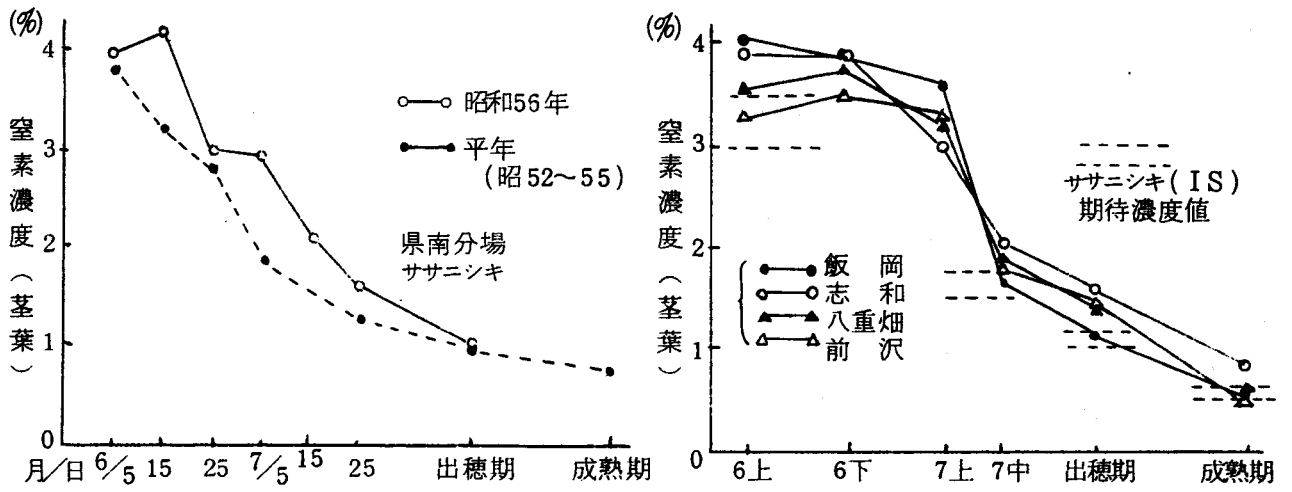 (%)
4
3
2
1
0
窒素濃度(茎葉)
昭和56年
平年
(昭52~55)
県南分場
ササニシキ
月/日 6/5 15 25 7/5 15 25 出穂期 成熟期
(%)
4
3
2
1
0
窒素濃度(茎葉)
ササニシキ(IS)
期待濃度値
飯岡
志和
八重畑
前沢
6上 6下 7上 7中 出穂期 成熟期